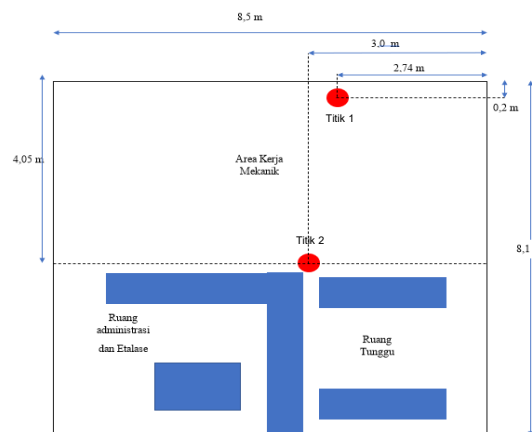 8,5 m
3,0 m
2,74 m
0,2 m
Titik 1
4,05 m
Area Kerja
Mekanik
Titik 2
8,1
Ruang
administrasi
dan Etalase
Ruang
Tunggu